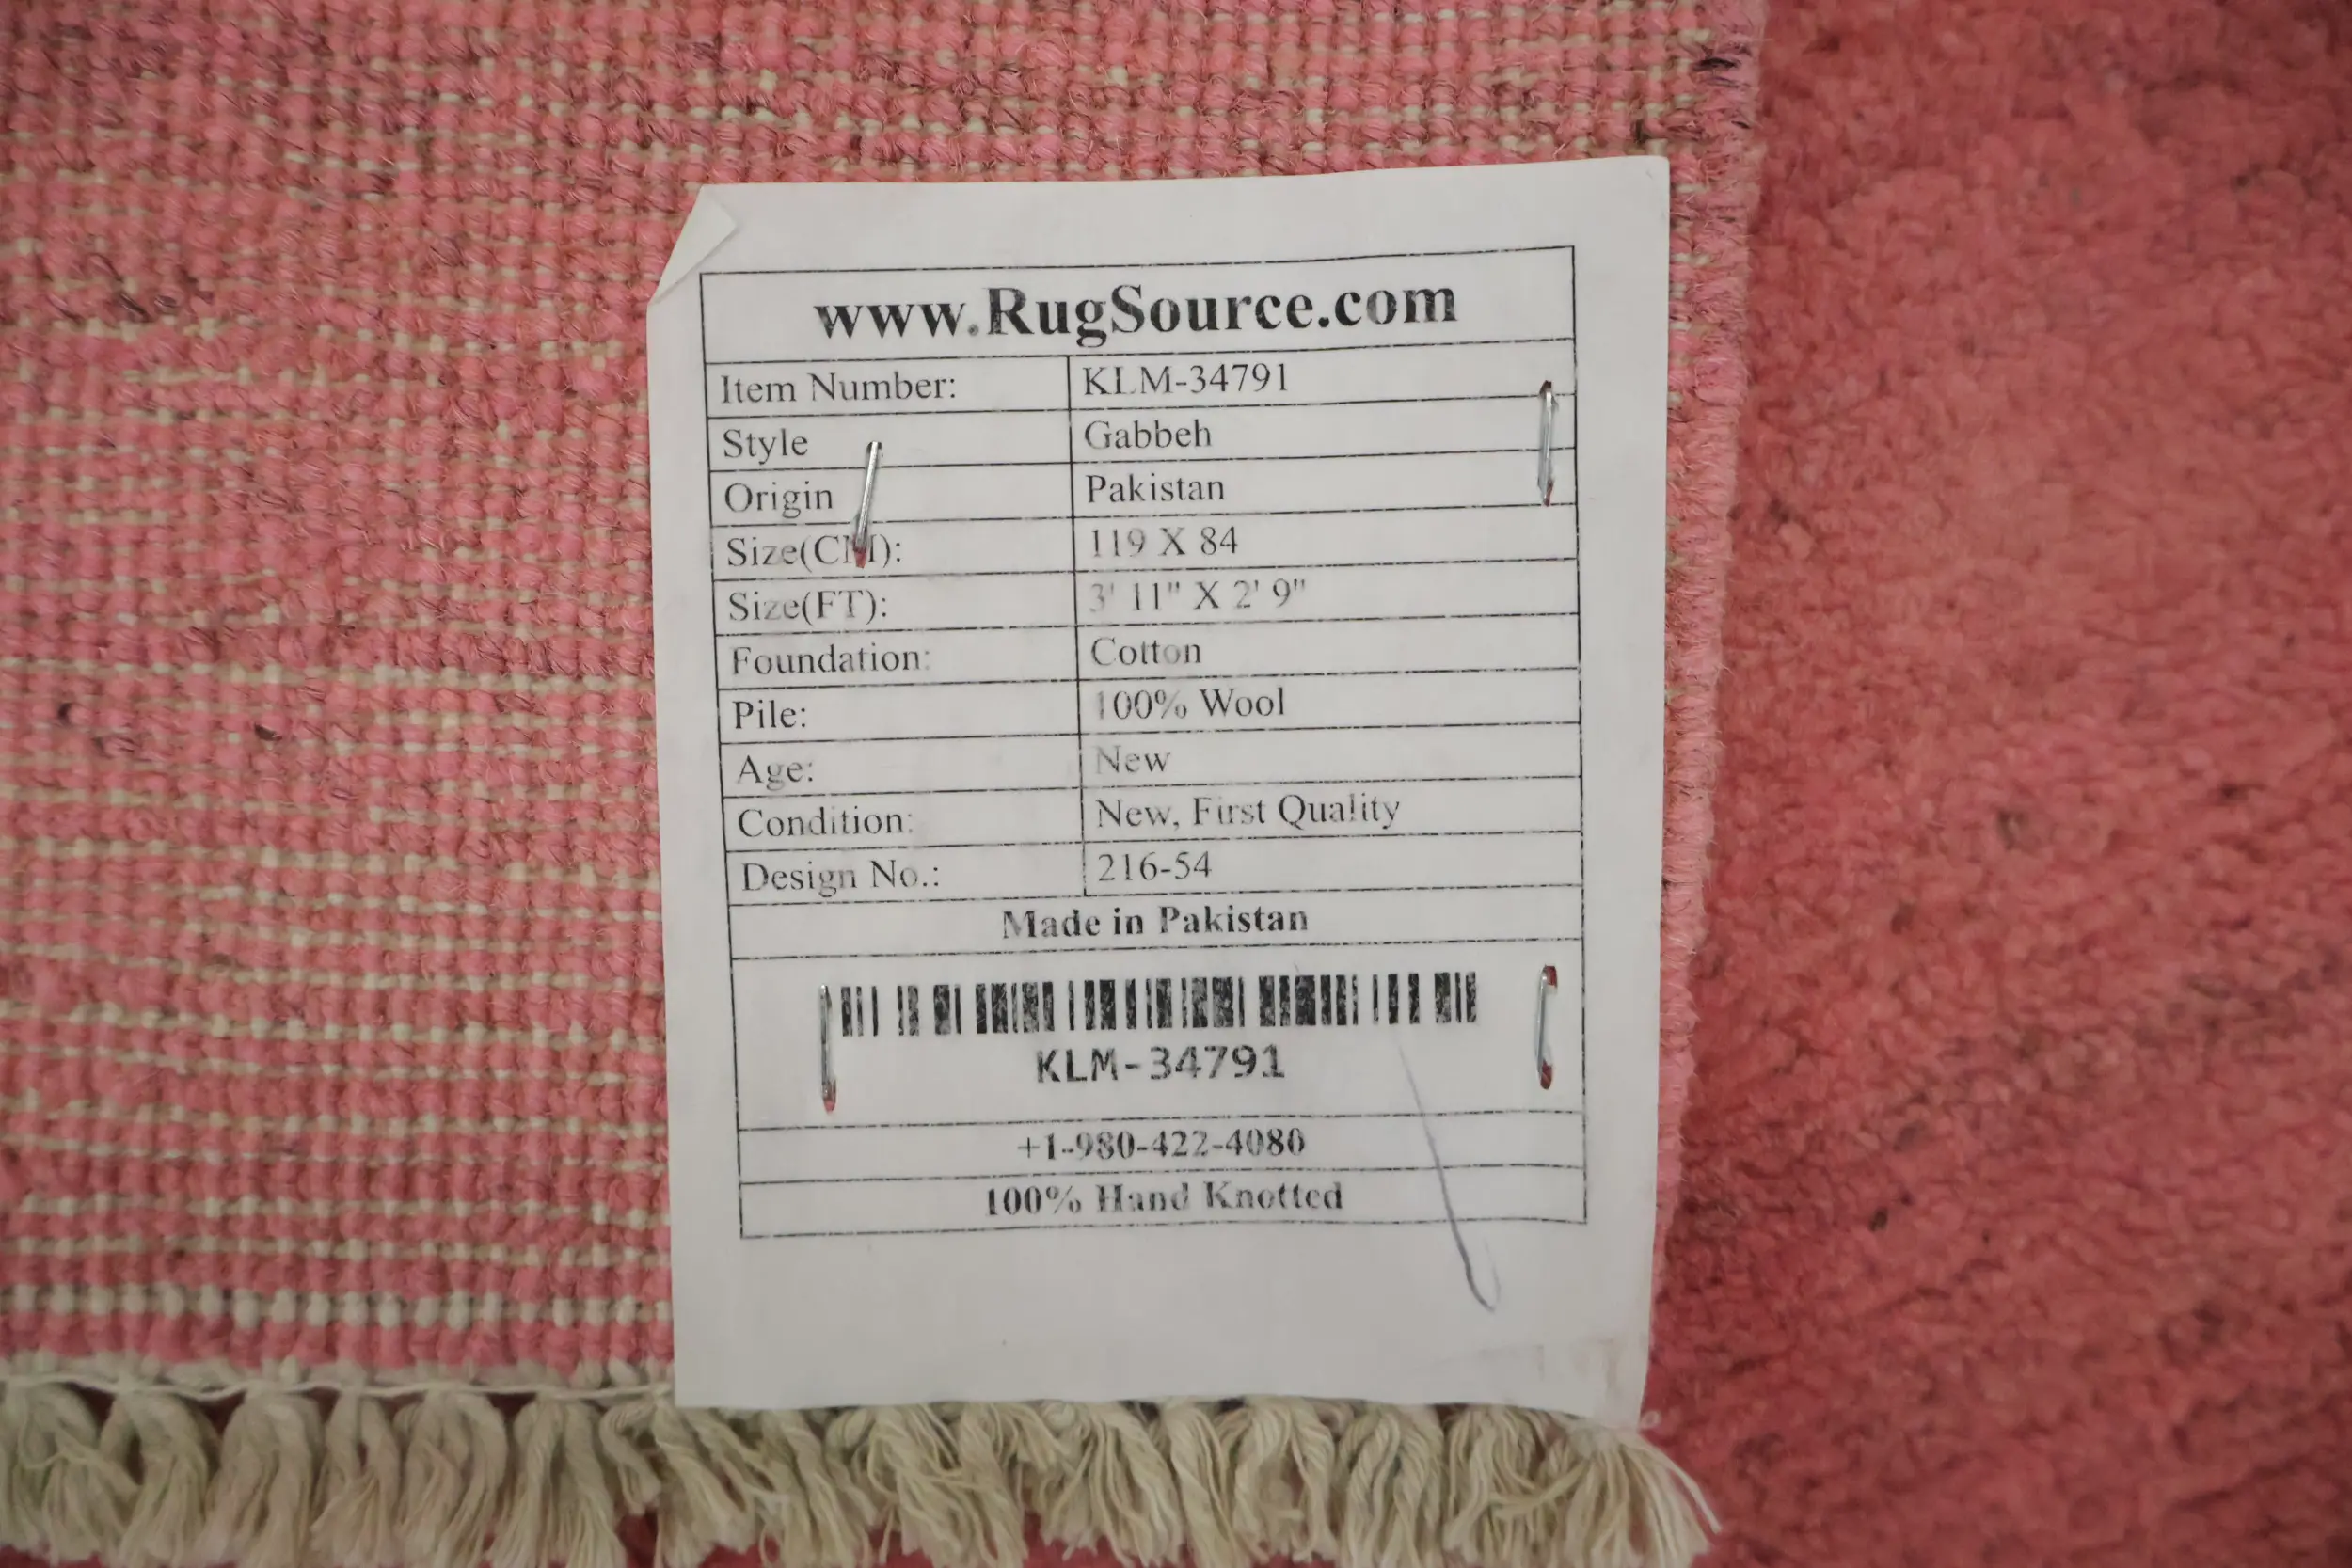 www.RugSource.com
Item Number: KLM-34791
Style Gabbeh
Origin Pakistan
Size(CM): 119 X 84
Size(FT): 3' 11" X 2' 9"
Foundation: Cotton
Pile: 100% Wool
Age: New
Condition: New, First Quality
Design No.: 216-54
Made in Pakistan
KLM-34791
+1-980-422-4080
100% Hand Knotted